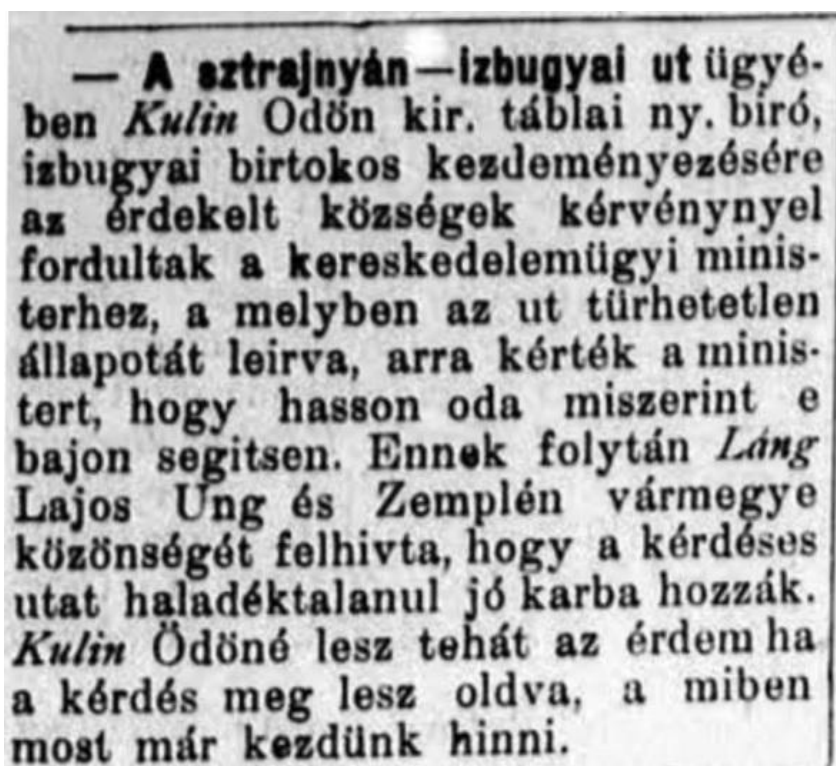 — A sztrajnyán—izbugyai ut ügyé-
ben Kulin Odön kir. táblai ny. biró,
izbugyai birtokos kezdeményezésére
az érdekelt községek kérvénynyel
fordultak a kereskedelemügyi minis-
terhez, a melyben az ut türhetetlen
állapotát leirva, arra kérték a minis-
tert, hogy hasson oda miszerint e
bajon segitsen. Ennek folytán Láng
Lajos Ung és Zemplén vármegye
közönségét felhivta, hogy a kérdéses
utat haladéktalanul jó karba hozzák.
Kulin Ödöné lesz tehát az érdem ha
a kérdés meg lesz oldva, a miben
most már kezdünk hinni.